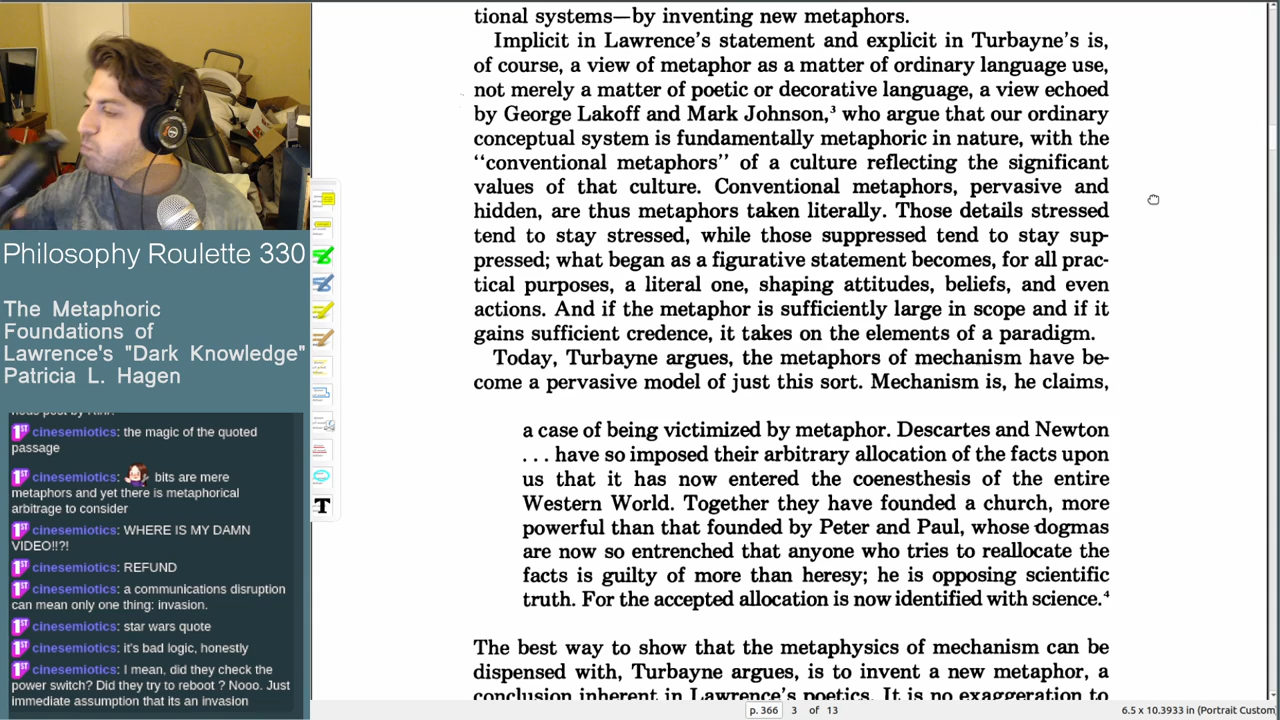 tional systems—by inventing new metaphors.
Implicit in Lawrence's statement and explicit in Turbayne's is,
of course, a view of metaphor as a matter of ordinary language use,
not merely a matter of poetic or decorative language, a view echoed
by George Lakoff and Mark Johnson,³ who argue that our ordinary
conceptual system is fundamentally metaphoric in nature, with the
“conventional metaphors” of a culture reflecting the significant
values of that culture. Conventional metaphors, pervasive and
hidden, are thus metaphors taken literally. Those details stressed
tend to stay stressed, while those suppressed tend to stay sup-
pressed; what began as a figurative statement becomes, for all prac-
tical purposes, a literal one, shaping attitudes, beliefs, and even
actions. And if the metaphor is sufficiently large in scope and if it
gains sufficient credence, it takes on the elements of a paradigm.
Today, Turbayne argues, the metaphors of mechanism have be-
come a pervasive model of just this sort. Mechanism is, he claims,
a case of being victimized by metaphor. Descartes and Newton
. . . have so imposed their arbitrary allocation of the facts upon
us that it has now entered the coenesthesis of the entire
Western World. Together they have founded a church, more
powerful than that founded by Peter and Paul, whose dogmas
are now so entrenched that anyone who tries to reallocate the
facts is guilty of more than heresy; he is opposing scientific
truth. For the accepted allocation is now identified with science.⁴
The best way to show that the metaphysics of mechanism can be
dispensed with, Turbayne argues, is to invent a new metaphor, a
conclusion inherent in Lawrence's poetics. It is no exaggeration to
Philosophy Roulette 330
The Metaphoric
Foundations of
Lawrence's "Dark Knowledge"
Patricia L. Hagen
1ST cinesemiotics: the magic of the quoted
passage
1ST cinesemiotics: bits are mere
metaphors and yet there is metaphorical
arbitrage to consider
1ST cinesemiotics: WHERE IS MY DAMN
VIDEO!!?!
1ST cinesemiotics: REFUND
1ST cinesemiotics: a communications disruption
can mean only one thing: invasion.
1ST cinesemiotics: star wars quote
1ST cinesemiotics: it's bad logic, honestly
1ST cinesemiotics: I mean, did they check the
power switch? Did they try to reboot ? Nooo. Just
immediate assumption that its an invasion
T
p. 366 3 of 13
6.5 x 10.3933 in (Portrait Custom